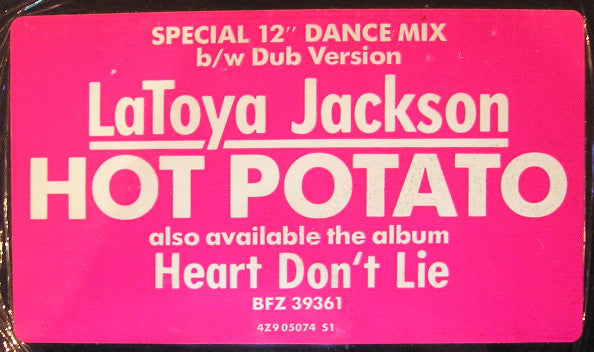 SPECIAL 12" DANCE MIX
b/w Dub Version
LaToya Jackson
HOT POTATO
also available the album
Heart Don't Lie
BFZ 39361
4Z9 05074 S1